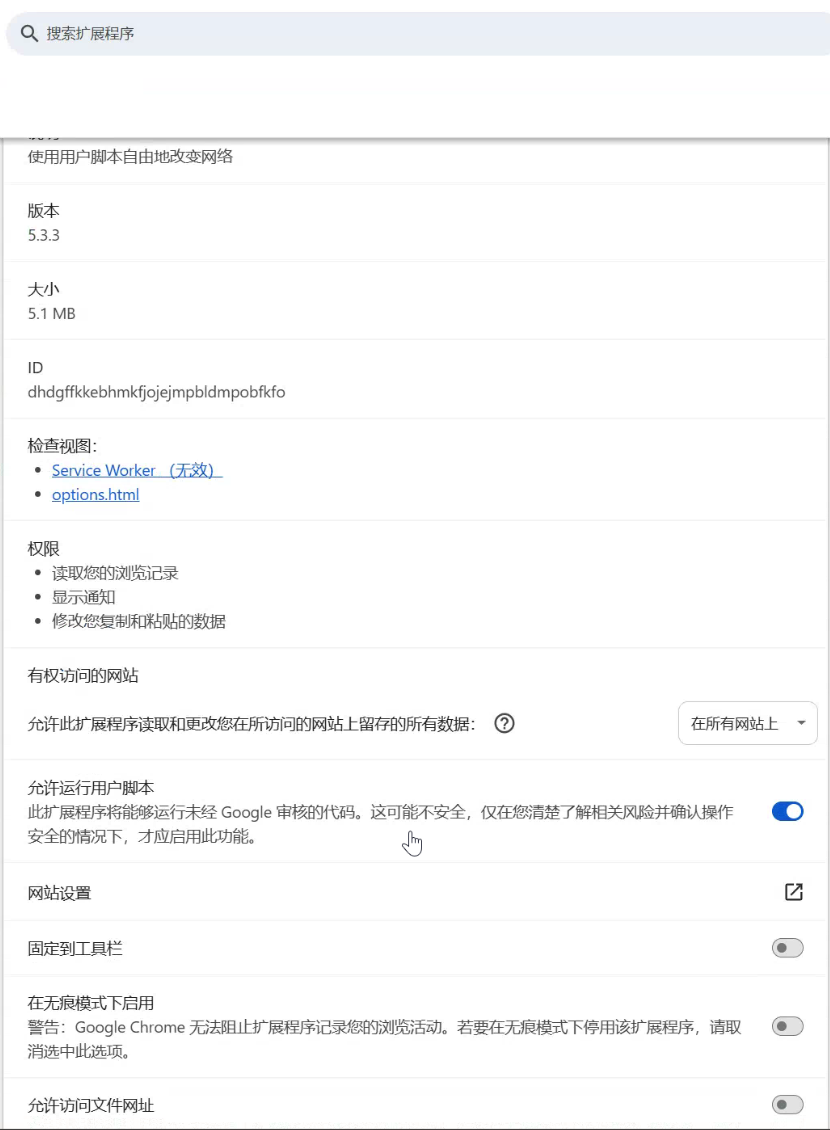 搜索扩展程序
使用用户脚本自由地改变网络
版本
5.3.3
大小
5.1 MB
ID
dhdgffkkebhmkfjojejmpbldmpobfkfo
检查视图：
Service Worker （无效）
options.html
权限
读取您的浏览记录
显示通知
修改您复制和粘贴的数据
有权访问的网站
允许此扩展程序读取和更改您在所访问的网站上留存的所有数据：
在所有网站上
允许运行用户脚本
此扩展程序将能够运行未经 Google 审核的代码。这可能不安全，仅在您清楚了解相关风险并确认操作
安全的情况下，才应启用此功能。
网站设置
固定到工具栏
在无痕模式下启用
警告：Google Chrome 无法阻止扩展程序记录您的浏览活动。若要在无痕模式下停用该扩展程序，请取
消选中此选项。
允许访问文件网址